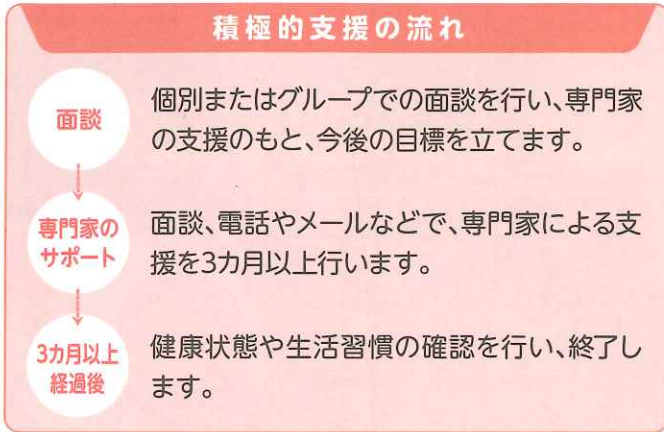 積極的支援の流れ
面談
個別またはグループでの面談を行い、専門家
の支援のもと、今後の目標を立てます。
専門家の
サポート
面談、電話やメールなどで、専門家による支
援を3カ月以上行います。
3カ月以上
経過後
健康状態や生活習慣の確認を行い、終了し
ます。